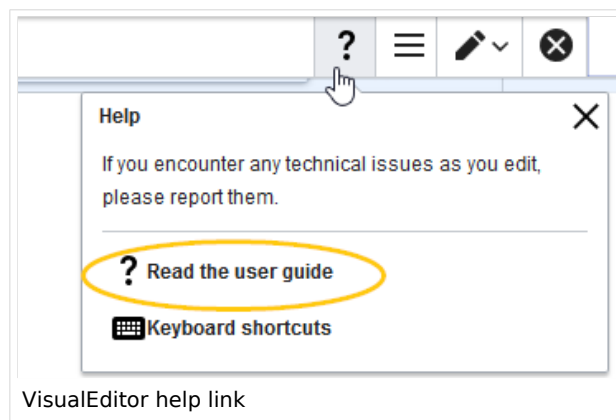 ?
Help
If you encounter any technical issues as you edit,
please report them.
? Read the user guide
Keyboard shortcuts
VisualEditor help link